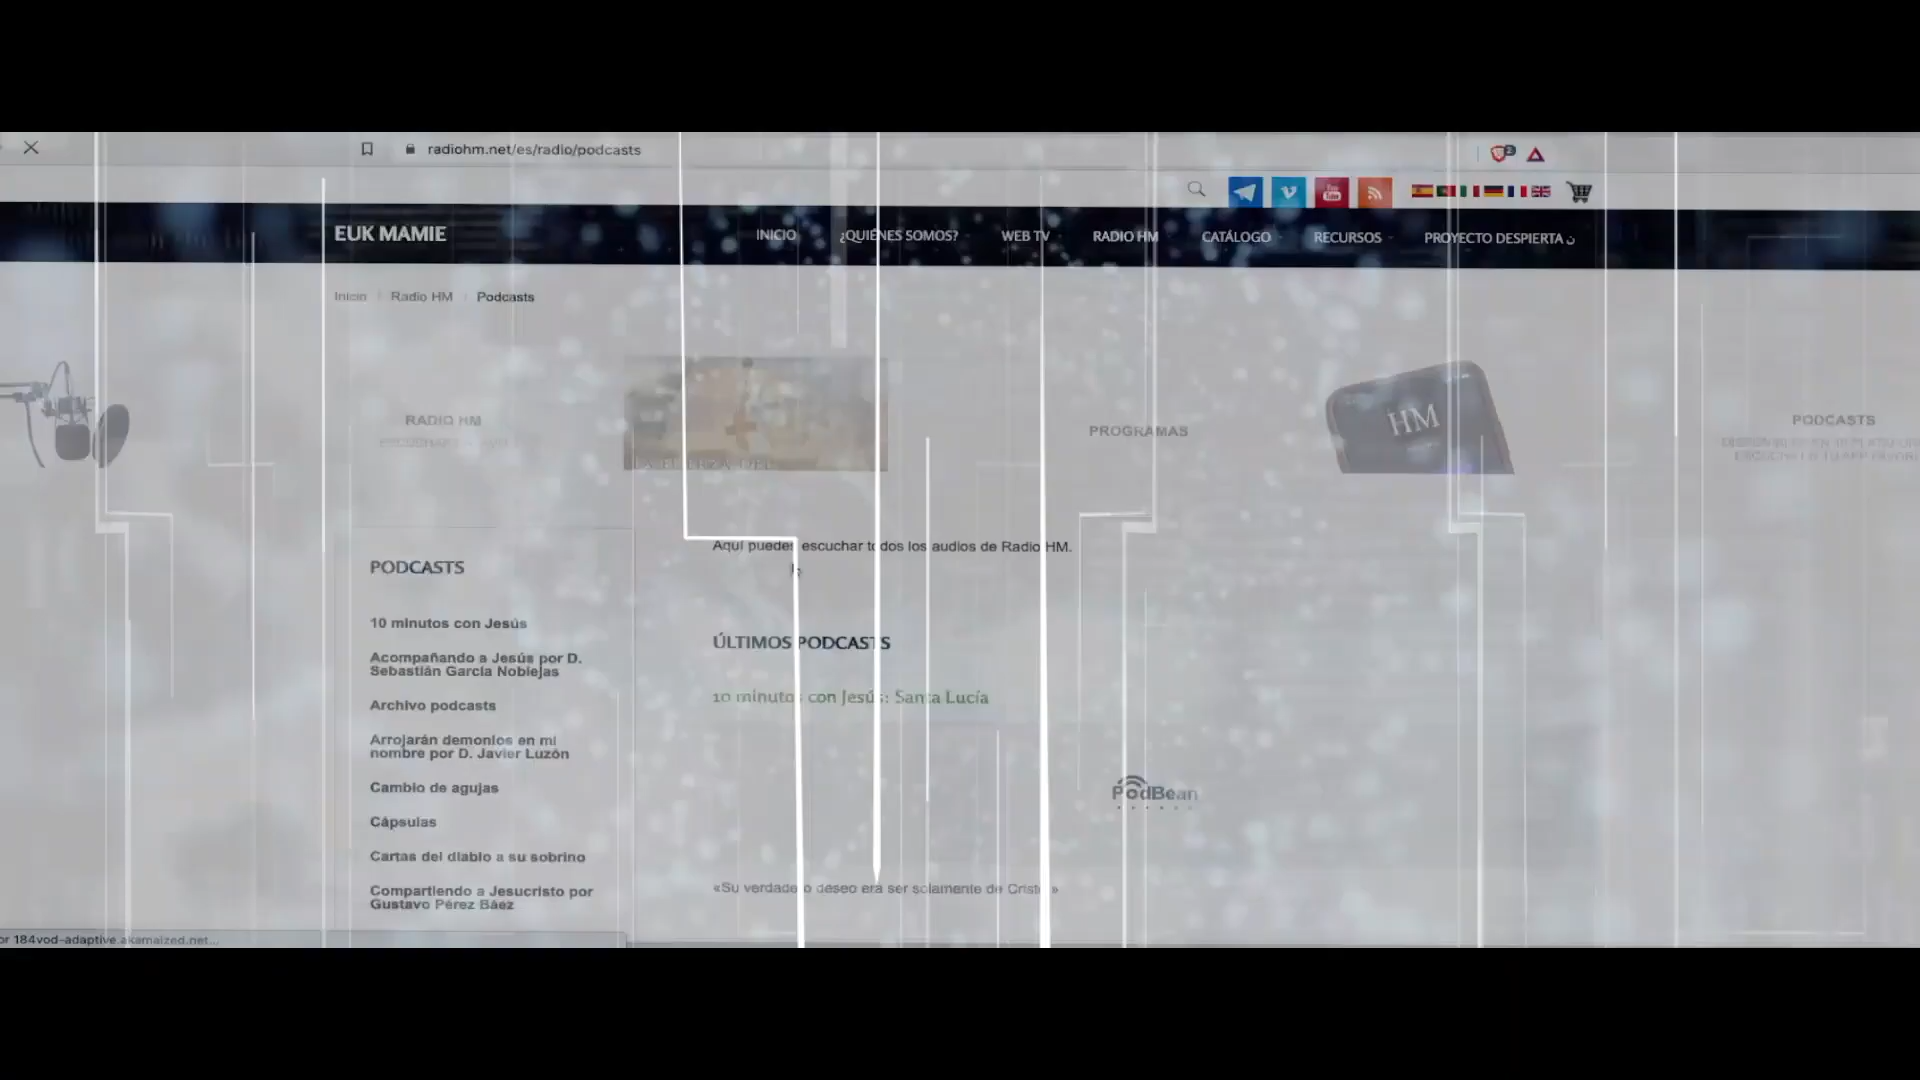 radiohm.net/es/radio/podcasts
EUK MAMIE
INICIO ¿QUIÉNES SOMOS? WEB TV RADIO HM CATÁLOGO RECURSOS PROYECTO DESPIERTA
Inicio Radio HM Podcasts
RADIO HM
PROGRAMAS
HM
PODCASTS
Aquí puedes escuchar todos los audios de Radio HM.
PODCASTS
10 minutos con Jesús
Acompañando a Jesús por D.
Sebastián García Noblejas
Archivo podcasts
Arrojarán demonios en mi
nombre por D. Javier Luzón
Cambio de agujas
Cápsulas
Cartas del diablo a su sobrino
Compartiendo a Jesucristo por
Gustavo Pérez Báez
ÚLTIMOS PODCASTS
10 minutos con Jesús: Santa Lucía
PodBean
«Su verdadero deseo era ser solamente de Cristo»
or 184vod-adaptive.akamaized.net...